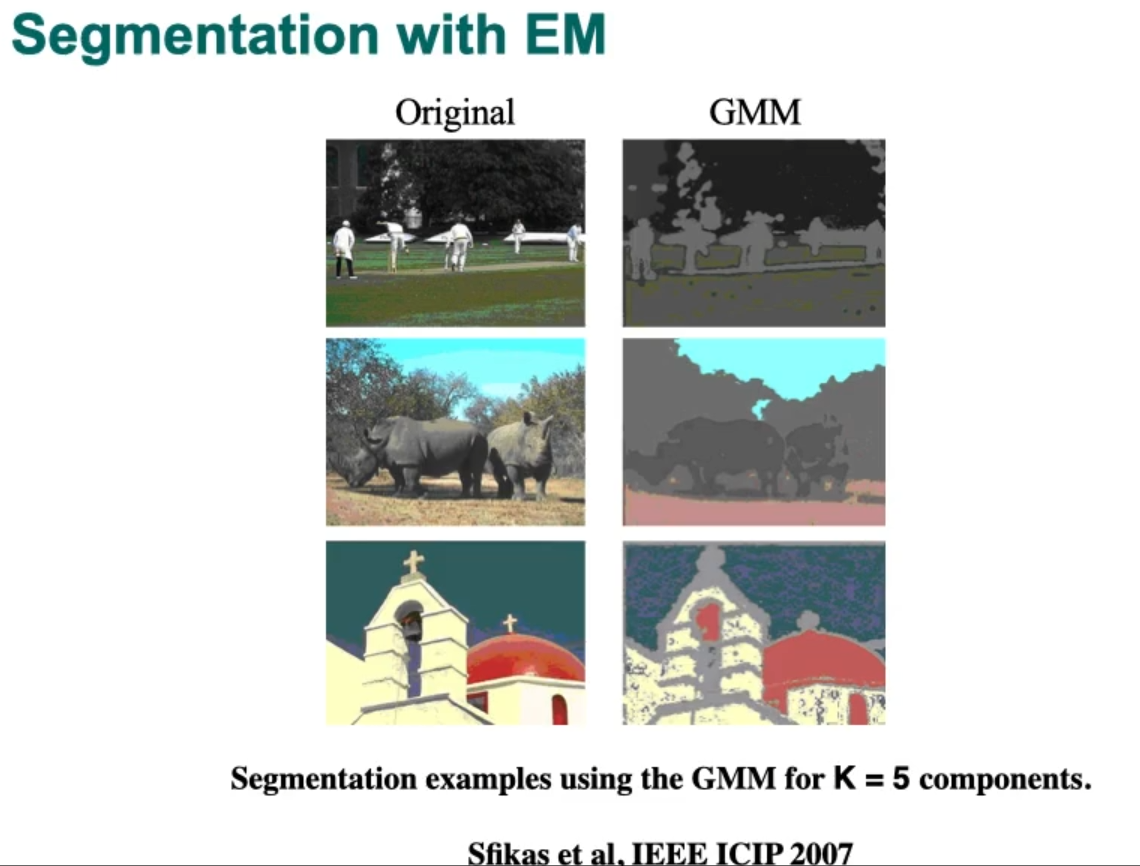 Segmentation with EM
Original GMM
Segmentation examples using the GMM for K = 5 components.
Sfikas et al, IEEE ICIP 2007